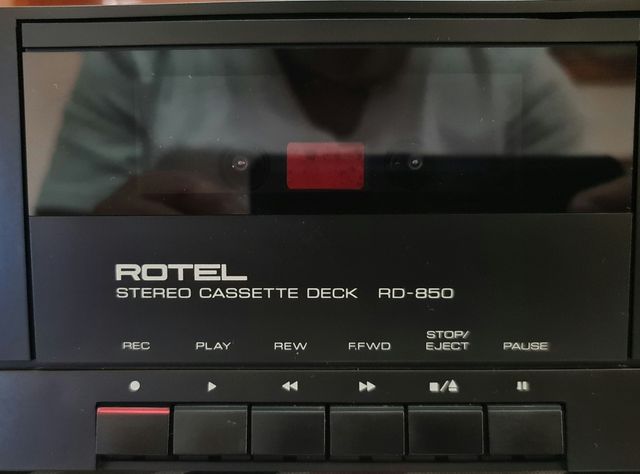 ROTEL
STEREO CASSETTE DECK RD-850
REC PLAY REW F.FWD STOP/EJECT PAUSE